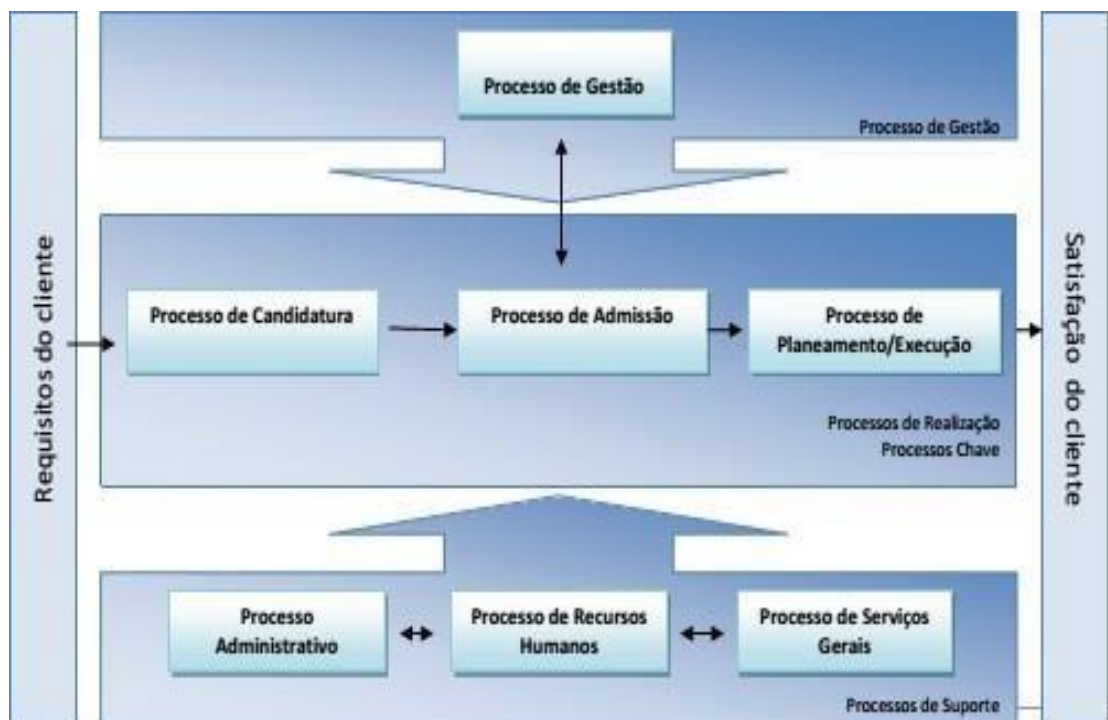 Processo de Gestão
Processo de Gestão
Requisitos do cliente
Processo de Candidatura
Processo de Admissão
Processo de
Planeamento/Execução
Processos de Realização
Processos Chave
Satisfação do cliente
Processo
Administrativo
Processo de Recursos
Humanos
Processo de Serviços
Gerais
Processos de Suporte